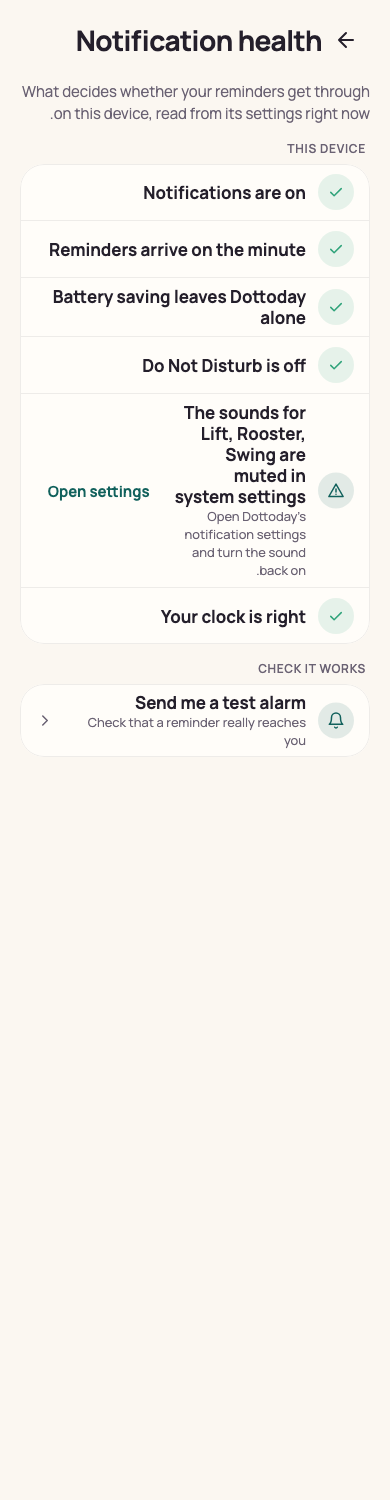 Notification health
What decides whether your reminders get through
.on this device, read from its settings right now
THIS DEVICE
Notifications are on
Reminders arrive on the minute
Battery saving leaves Dottoday
alone
Do Not Disturb is off
The sounds for
Lift, Rooster,
Swing are
muted in
system settings
Open Dottoday's
notification settings
and turn the sound
.back on
Open settings
Your clock is right
CHECK IT WORKS
Send me a test alarm
Check that a reminder really reaches
you